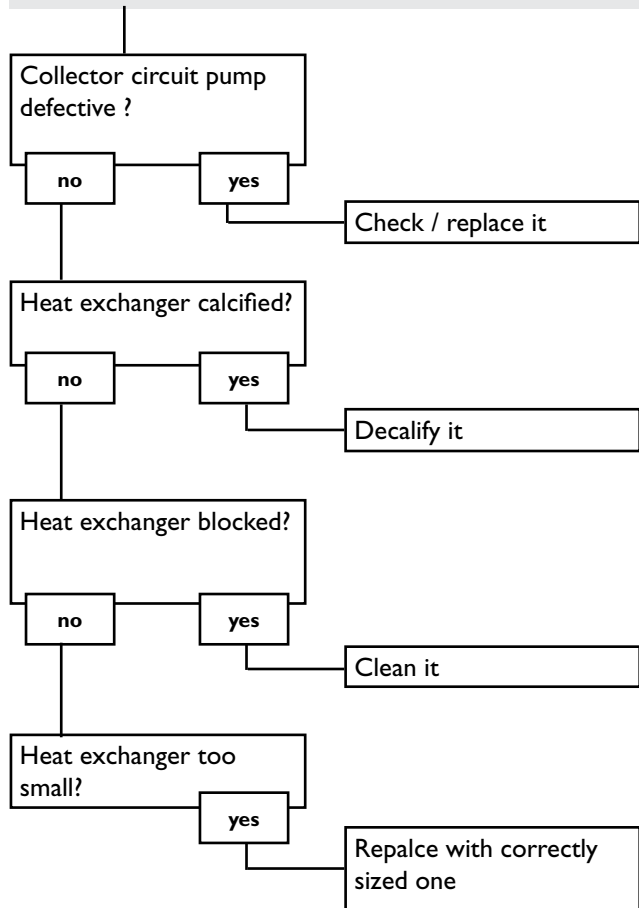 Collector circuit pump
defective ?
no
yes
Check / replace it
Heat exchanger calcified?
no
yes
Decalify it
Heat exchanger blocked?
no
yes
Clean it
Heat exchanger too
small?
yes
Repalce with correctly
sized one